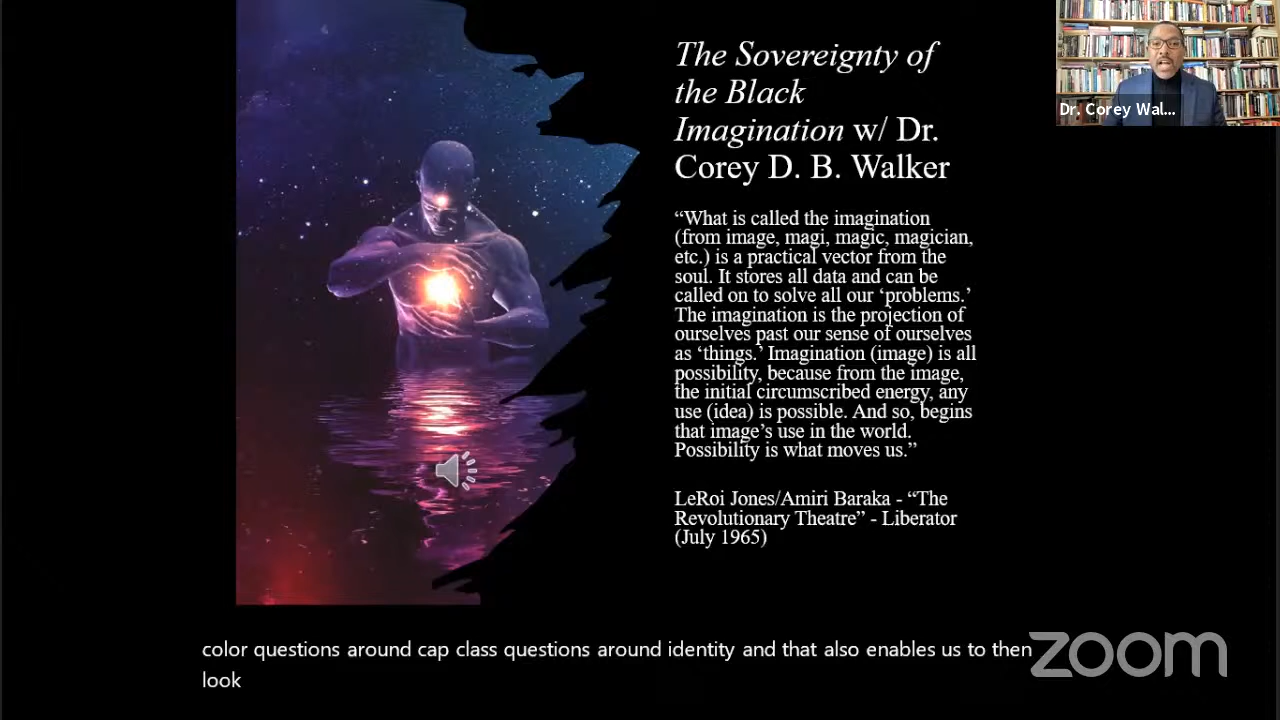 The Sovereignty of
the Black
Imagination w/ Dr.
Corey D. B. Walker
“What is called the imagination
(from image, magi, magic, magician,
etc.) is a practical vector from the
soul. It stores all data and can be
called on to solve all our ‘problems.’
The imagination is the projection of
ourselves past our sense of ourselves
as ‘things.’ Imagination (image) is all
possibility, because from the image,
the initial circumscribed energy, any
use (idea) is possible. And so, begins
that image’s use in the world.
Possibility is what moves us.”
LeRoi Jones/Amiri Baraka - “The
Revolutionary Theatre” - Liberator
(July 1965)
Dr. Corey Wal...
color questions around cap class questions around identity and that also enables us to then
look
zoom